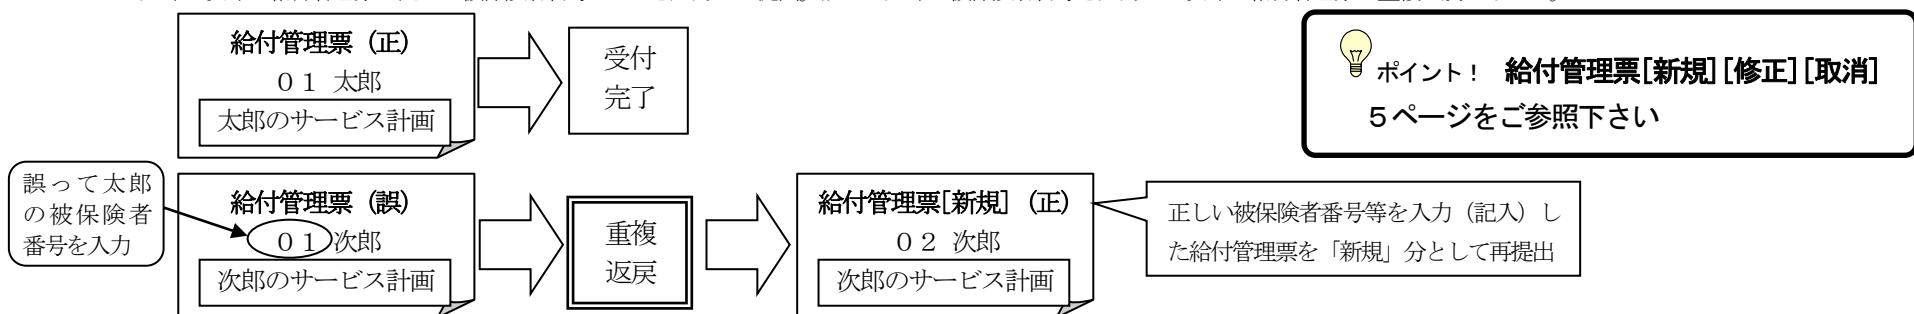 給付管理票（正）
０１ 太郎
太郎のサービス計画
受付
完了
ポイント！ 給付管理票[新規][修正][取消]
５ページをご参照下さい
誤って太郎
の被保険者
番号を入力
給付管理票（誤）
０１ 次郎
次郎のサービス計画
重複
返戻
給付管理票[新規]（正）
０２ 次郎
次郎のサービス計画
正しい被保険者番号等を入力（記入）し
た給付管理票を「新規」分として再提出